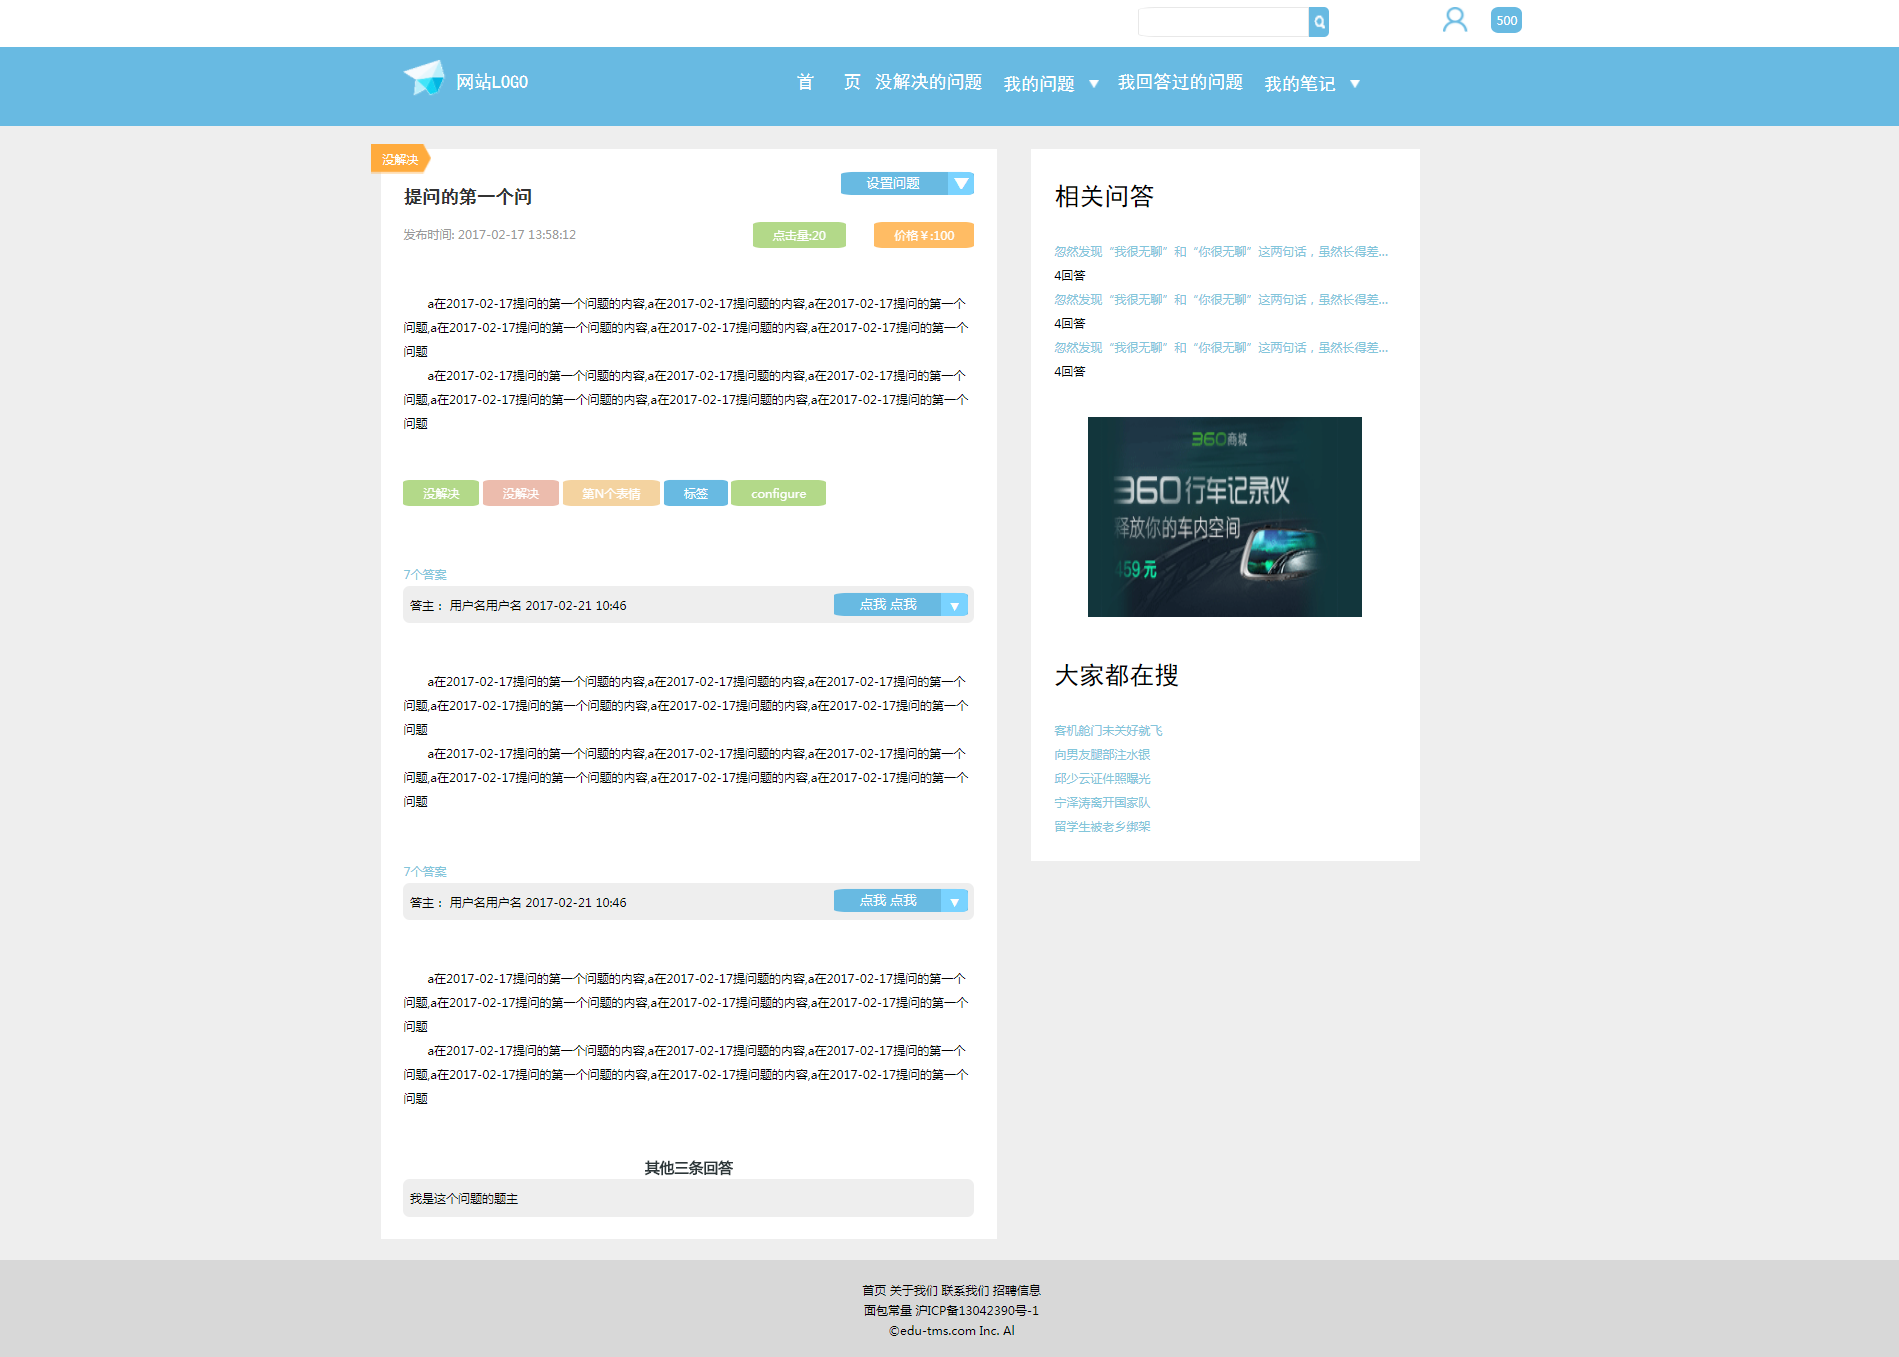 500
网站LOGO
首 页 没解决的问题 我的问题 ▼ 我回答过的问题 我的笔记 ▼
没解决
提问的第一个问
设置问题 ▼
发布时间: 2017-02-17 13:58:12
点击量:20
价格￥:100
a在2017-02-17提问的第一个问题的内容,a在2017-02-17提问题的内容,a在2017-02-17提问的第一个
问题,a在2017-02-17提问的第一个问题的内容,a在2017-02-17提问题的内容,a在2017-02-17提问的第一个
问题
a在2017-02-17提问的第一个问题的内容,a在2017-02-17提问题的内容,a在2017-02-17提问的第一个
问题,a在2017-02-17提问的第一个问题的内容,a在2017-02-17提问题的内容,a在2017-02-17提问的第一个
问题
没解决 没解决 第N个表情 标签 configure
7个答案
答主： 用户名用户名 2017-02-21 10:46
点我 点我 ▼
a在2017-02-17提问的第一个问题的内容,a在2017-02-17提问题的内容,a在2017-02-17提问的第一个
问题,a在2017-02-17提问的第一个问题的内容,a在2017-02-17提问题的内容,a在2017-02-17提问的第一个
问题
a在2017-02-17提问的第一个问题的内容,a在2017-02-17提问题的内容,a在2017-02-17提问的第一个
问题,a在2017-02-17提问的第一个问题的内容,a在2017-02-17提问题的内容,a在2017-02-17提问的第一个
问题
7个答案
答主： 用户名用户名 2017-02-21 10:46
点我 点我 ▼
a在2017-02-17提问的第一个问题的内容,a在2017-02-17提问题的内容,a在2017-02-17提问的第一个
问题,a在2017-02-17提问的第一个问题的内容,a在2017-02-17提问题的内容,a在2017-02-17提问的第一个
问题
a在2017-02-17提问的第一个问题的内容,a在2017-02-17提问题的内容,a在2017-02-17提问的第一个
问题,a在2017-02-17提问的第一个问题的内容,a在2017-02-17提问题的内容,a在2017-02-17提问的第一个
问题
其他三条回答
我是这个问题的题主
相关问答
忽然发现“我很无聊”和“你很无聊”这两句话，虽然长得差...
4回答
忽然发现“我很无聊”和“你很无聊”这两句话，虽然长得差...
4回答
忽然发现“我很无聊”和“你很无聊”这两句话，虽然长得差...
4回答
360商城
360行车记录仪
释放你的车内空间
459元
大家都在搜
客机舱门未关好就飞
向男友腿部注水银
邱少云证件照曝光
宁泽涛离开国家队
留学生被老乡绑架
首页 关于我们 联系我们 招聘信息
面包常量 沪ICP备13042390号-1
©edu-tms.com Inc. Al